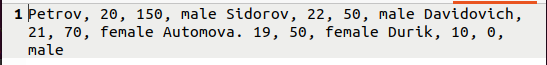 1 Petrov, 20, 150, male Sidorov, 22, 50, male Davidovich,
21, 70, female Automova. 19, 50, female Durik, 10, 0,
male